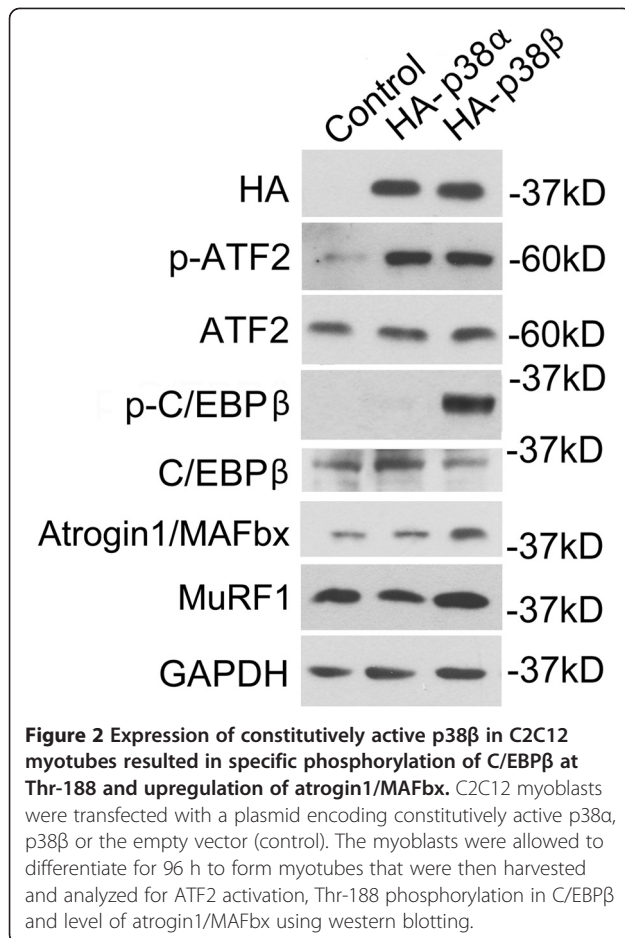 Control HA-p38α HA-p38β
HA -37kD
p-ATF2 -60kD
ATF2 -60kD
p-C/EBPβ -37kD
C/EBPβ -37kD
Atrogin1/MAFbx -37kD
MuRF1 -37kD
GAPDH -37kD
Figure 2 Expression of constitutively active p38β in C2C12
myotubes resulted in specific phosphorylation of C/EBPβ at
Thr-188 and upregulation of atrogin1/MAFbx. C2C12 myoblasts
were transfected with a plasmid encoding constitutively active p38α,
p38β or the empty vector (control). The myoblasts were allowed to
differentiate for 96 h to form myotubes that were then harvested
and analyzed for ATF2 activation, Thr-188 phosphorylation in C/EBPβ
and level of atrogin1/MAFbx using western blotting.